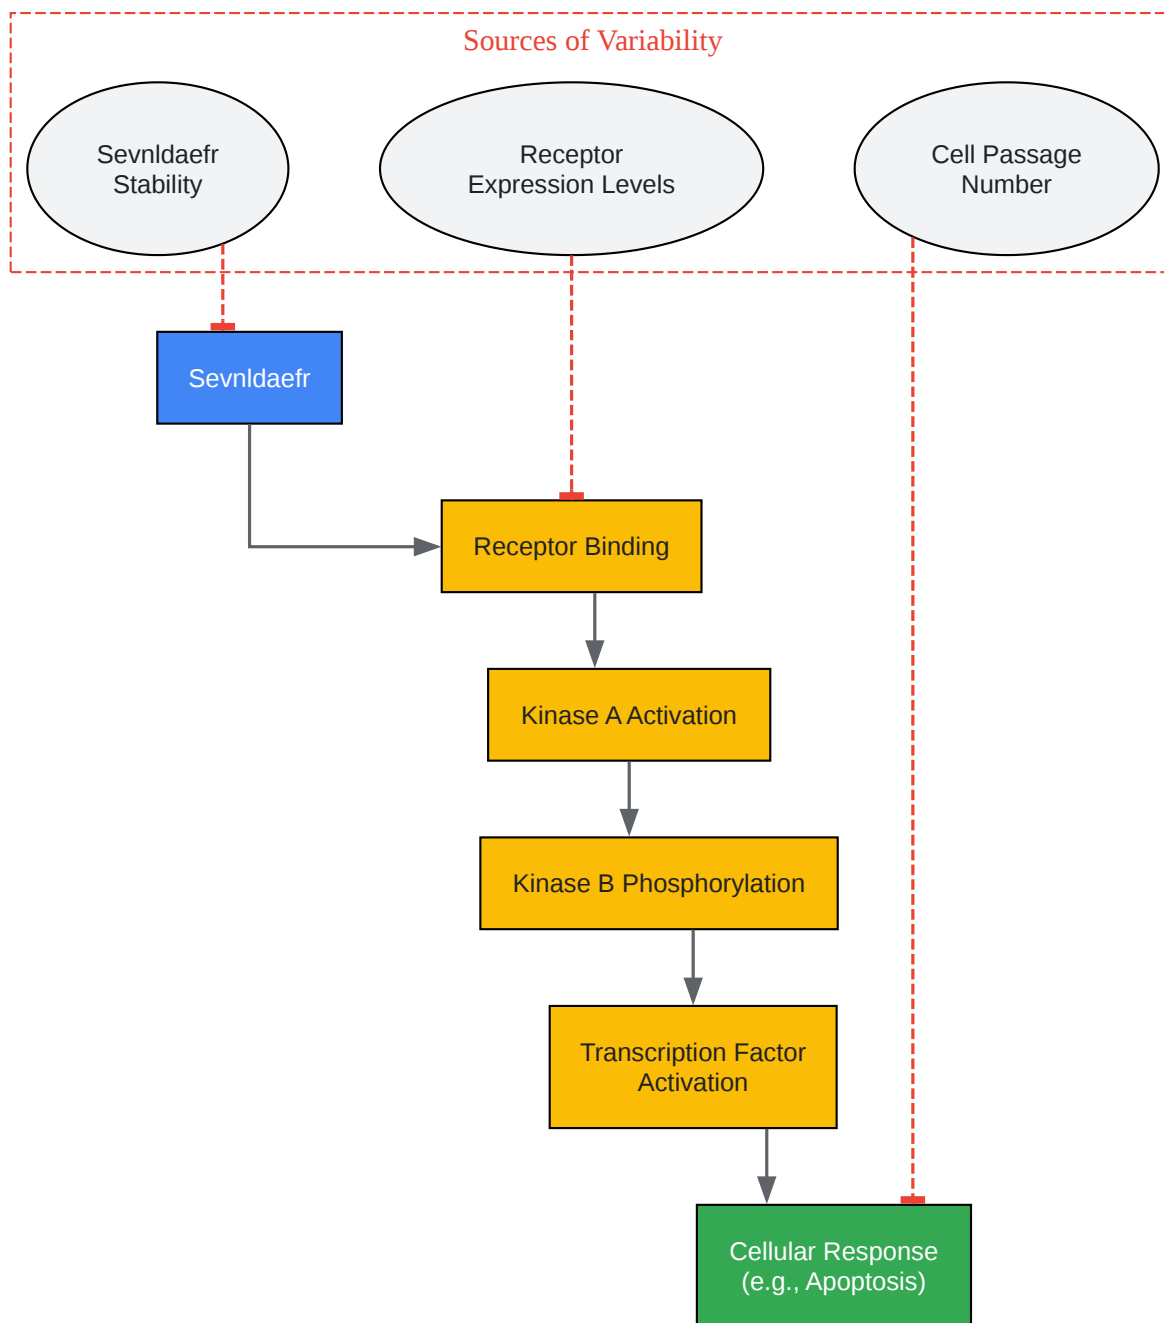 Sources of Variability
Sevnldaefr
Stability
Receptor
Expression Levels
Cell Passage
Number
Sevnldaefr
Receptor Binding
Kinase A Activation
Kinase B Phosphorylation
Transcription Factor
Activation
Cellular Response
(e.g., Apoptosis)